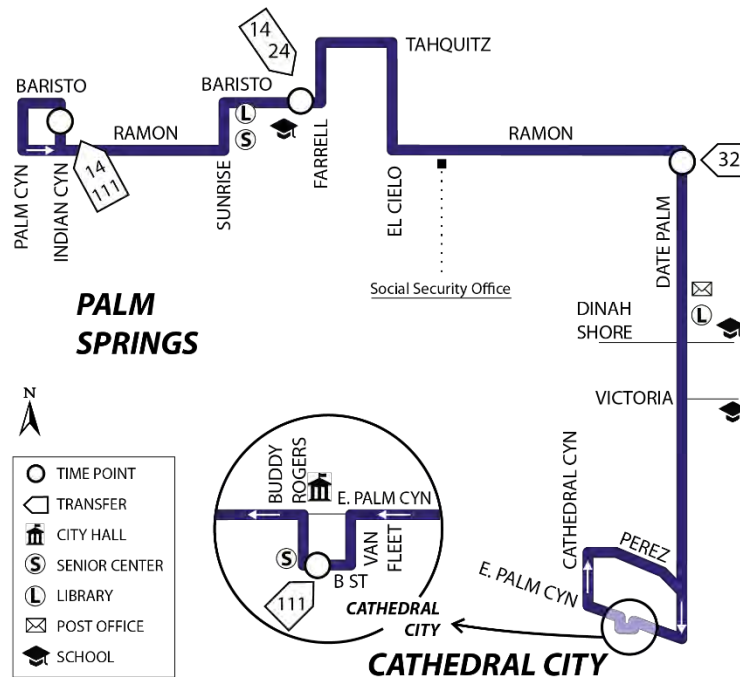 14
24
TAHQUITZ
BARISTO
BARISTO
L
S
RAMON
RAMON
32
14
111
PALM CYN
INDIAN CYN
SUNRISE
FARRELL
EL CIELO
DATE PALM
Social Security Office
PALM
SPRINGS
L
DINAH
SHORE
VICTORIA
N
TIME POINT
TRANSFER
CITY HALL
S SENIOR CENTER
L LIBRARY
POST OFFICE
SCHOOL
BUDDY
ROGERS
E. PALM CYN
VAN
FLEET
S
B ST
111
CATHEDRAL
CITY
CATHEDRAL CYN
PEREZ
E. PALM CYN
CATHEDRAL CITY